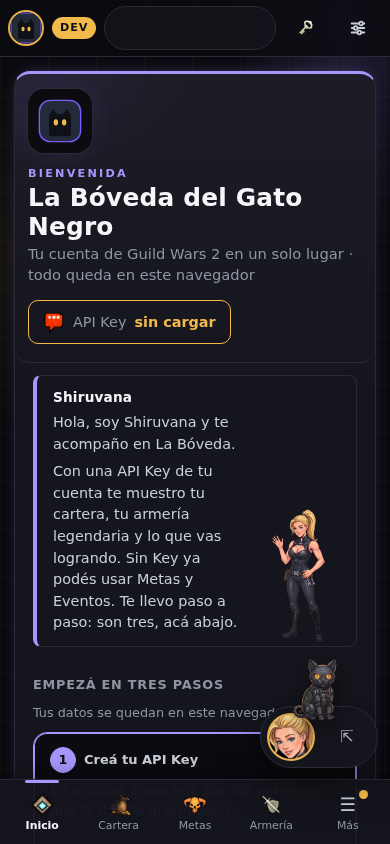 DEV
BIENVENIDA
La Bóveda del Gato
Negro
Tu cuenta de Guild Wars 2 en un solo lugar ·
todo queda en este navegador
API Key sin cargar
Shiruvana
Hola, soy Shiruvana y te
acompaño en La Bóveda.
Con una API Key de tu
cuenta te muestro tu
cartera, tu armería
legendaria y lo que vas
logrando. Sin Key ya
podés usar Metas y
Eventos. Te llevo paso a
paso: son tres, acá abajo.
EMPEZÁ EN TRES PASOS
Tus datos se quedan en este navegad
1 Creá tu API Key
Inicio
Cartera
Metas
Armería
Más